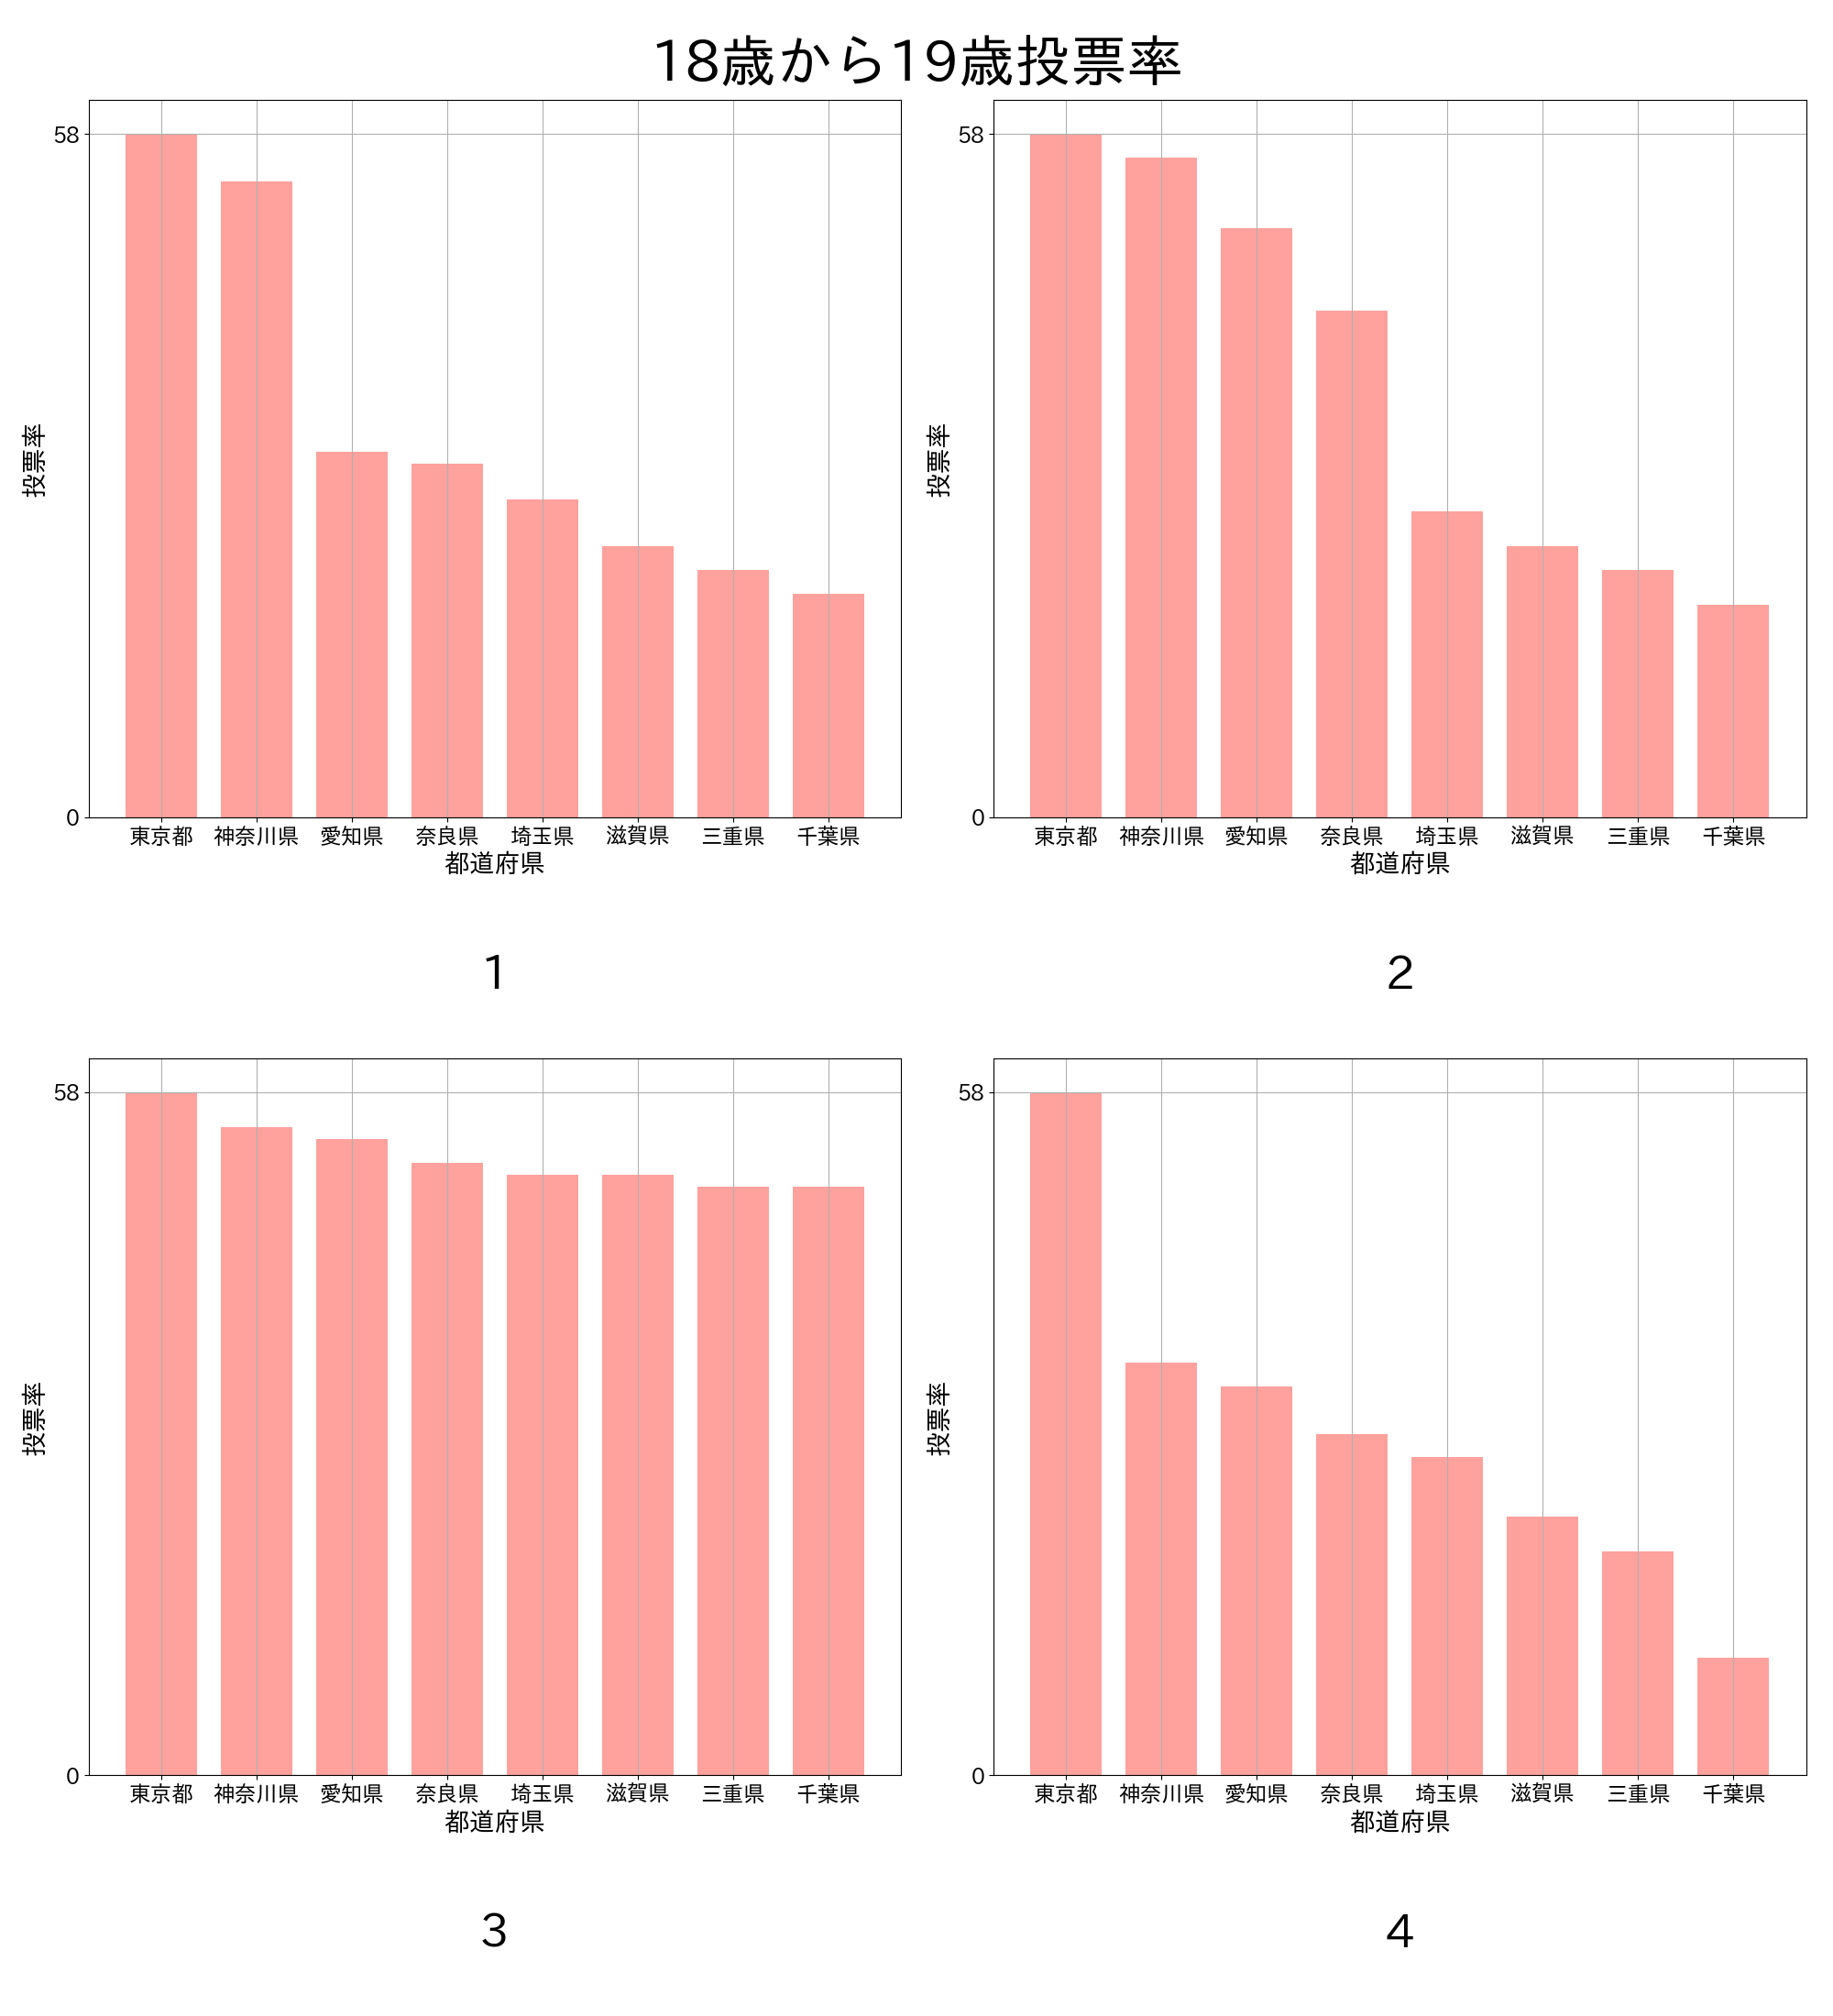 18歳から19歳投票率
58
0
投票率
東京都 神奈川県 愛知県 奈良県 埼玉県 滋賀県 三重県 千葉県
都道府県
1
58
0
投票率
東京都 神奈川県 愛知県 奈良県 埼玉県 滋賀県 三重県 千葉県
都道府県
2
58
0
投票率
東京都 神奈川県 愛知県 奈良県 埼玉県 滋賀県 三重県 千葉県
都道府県
3
58
0
投票率
東京都 神奈川県 愛知県 奈良県 埼玉県 滋賀県 三重県 千葉県
都道府県
4